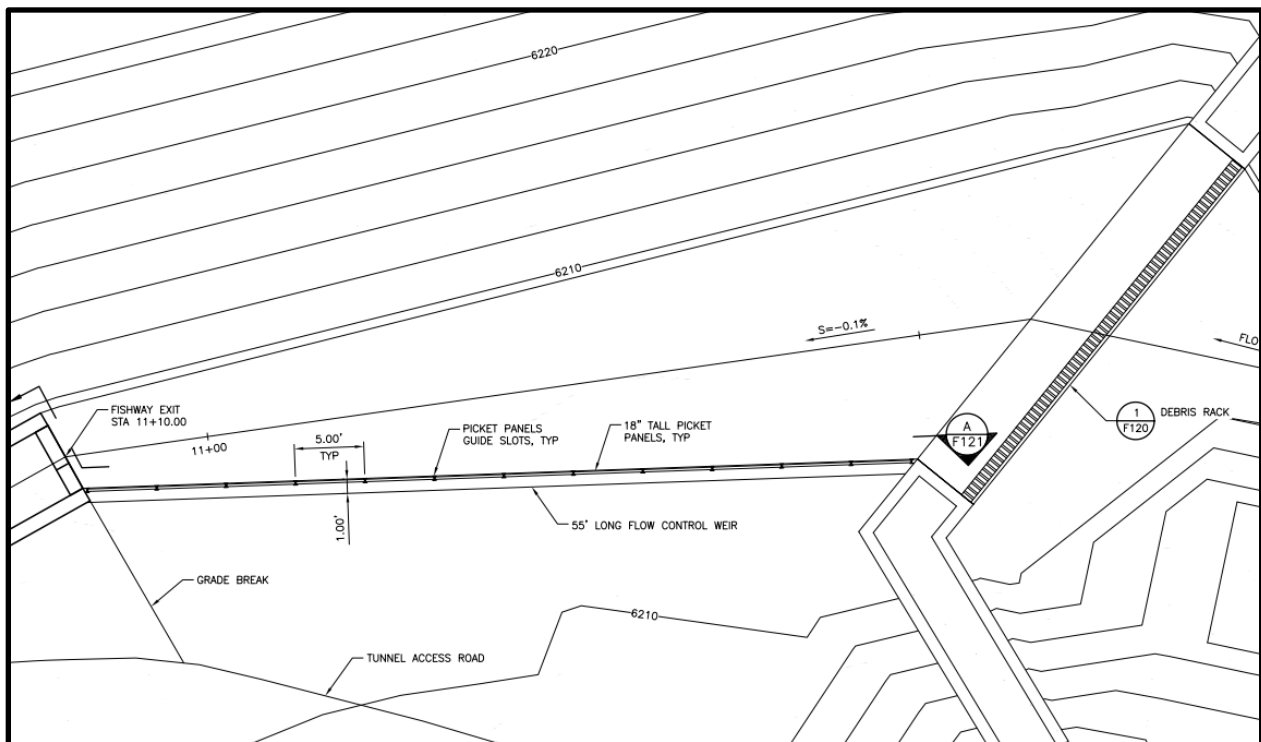 6220
6210
S=-0.1%
FLO
FISHWAY EXIT
STA 11+10.00
11+00
5.00'
TYP
PICKET PANELS
GUIDE SLOTS, TYP
18" TALL PICKET
PANELS, TYP
A
F121
1
F120
DEBRIS RACK
1.00'
55' LONG FLOW CONTROL WEIR
GRADE BREAK
6210
TUNNEL ACCESS ROAD